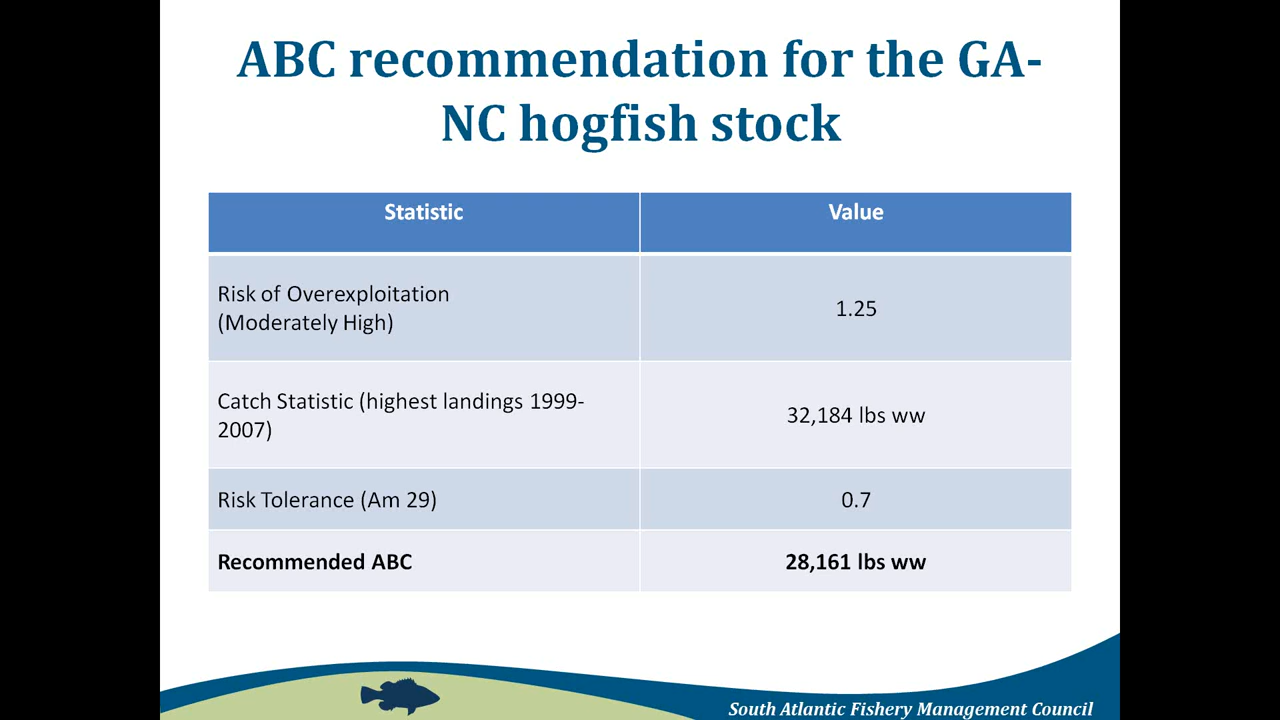 ABC recommendation for the GA-
NC hogfish stock
Statistic
Value
Risk of Overexploitation
(Moderately High)
1.25
Catch Statistic (highest landings 1999-
2007)
32,184 lbs ww
Risk Tolerance (Am 29)
0.7
Recommended ABC
28,161 lbs ww
South Atlantic Fishery Management Council